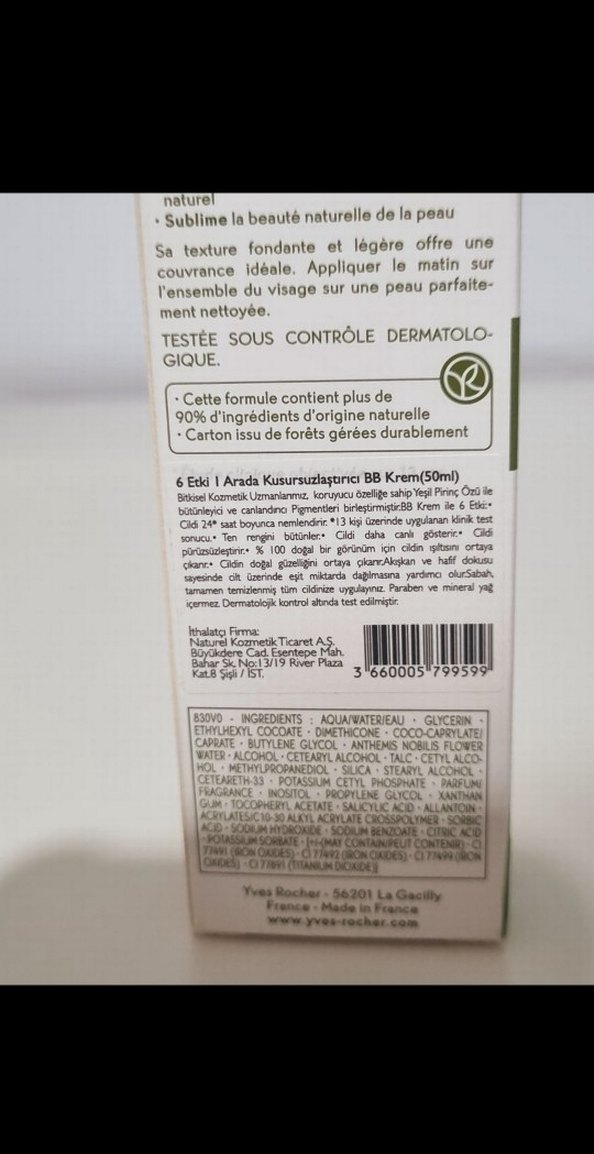 naturel
• Sublime la beauté naturelle de la peau
Sa texture fondante et légère offre une
couvrance idéale. Appliquer le matin sur
l'ensemble du visage sur une peau parfaite-
ment nettoyée.
TESTÉE SOUS CONTRÔLE DERMATOLO-
GIQUE.
• Cette formule contient plus de
90% d'ingrédients d'origine naturelle
• Carton issu de forêts gérées durablement
6 Etki 1 Arada Kusursuzlaştırıcı BB Krem(50ml)
Bitkisel Kozmetik Uzmanlarımız, koruyucu özelliğe sahip Yeşil Pirinç Özü ile
bütünleyici ve canlandırıcı Pigmentleri birleştirmiştir.BB Krem ile 6 Etki:•
Cildi 24* saat boyunca nemlendirir. *13 kişi üzerinde uygulanan klinik test
sonucu.• Ten rengini bütünler.• Cildi daha canlı gösterir.• Cildi
pürüzsüzleştirir.• % 100 doğal bir görünüm için cildin ışıltısını ortaya
çıkarır.• Cildin doğal güzelliğini ortaya çıkarır.Akışkan ve hafif dokusu
sayesinde cilt üzerinde eşit miktarda dağılmasına yardımcı olur.Sabah,
tamamen temizlenmiş tüm cildinize uygulayınız. Paraben ve mineral yağ
içermez. Dermatolojik kontrol altında test edilmiştir.
İthalatçı Firma:
Naturel Kozmetik Ticaret A.Ş.
Büyükdere Cad. Esentepe Mah.
Bahar Sk. No:13/19 River Plaza
Kat.8 Şişli / İST.
3 660005 799599
830V0 - INGREDIENTS : AQUA/WATER/EAU • GLYCERIN •
ETHYLHEXYL COCOATE • DIMETHICONE • COCO-CAPRYLATE/
CAPRATE • BUTYLENE GLYCOL • ANTHEMIS NOBILIS FLOWER
WATER • ALCOHOL • CETEARYL ALCOHOL • TALC • CETYL ALCO-
HOL • METHYLPROPANEDIOL • SILICA • STEARYL ALCOHOL •
CETEARETH-33 • POTASSIUM CETYL PHOSPHATE • PARFUM/
FRAGRANCE • INOSITOL • PROPYLENE GLYCOL • XANTHAN
GUM • TOCOPHERYL ACETATE • SALICYLIC ACID • ALLANTOIN •
ACRYLATES/C10-30 ALKYL ACRYLATE CROSSPOLYMER • SORBIC
ACID • SODIUM HYDROXIDE • SODIUM BENZOATE • CITRIC ACID
• POTASSIUM SORBATE • [+/-(MAY CONTAIN/PEUT CONTENIR) • CI
77491 (IRON OXIDES) • CI 77492 (IRON OXIDES) • CI 77499 (IRON
OXIDES) • CI 77891 (TITANIUM DIOXIDE)]
Yves Rocher - 56201 La Gacilly
France - Made in France
www.yves-rocher.com